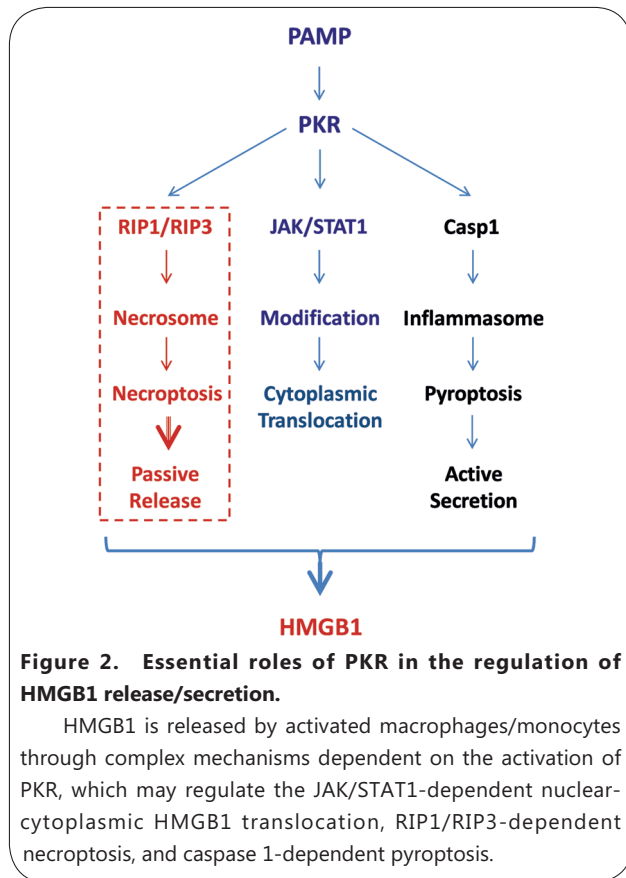 PAMP
PKR
RIP1/RIP3 JAK/STAT1 Casp1
Necrosome Modification Inflammasome
Necroptosis Cytoplasmic Translocation Pyroptosis
Passive Release Active Secretion
HMGB1
Figure 2. Essential roles of PKR in the regulation of
HMGB1 release/secretion.
HMGB1 is released by activated macrophages/monocytes
through complex mechanisms dependent on the activation of
PKR, which may regulate the JAK/STAT1-dependent nuclear-
cytoplasmic HMGB1 translocation, RIP1/RIP3-dependent
necroptosis, and caspase 1-dependent pyroptosis.